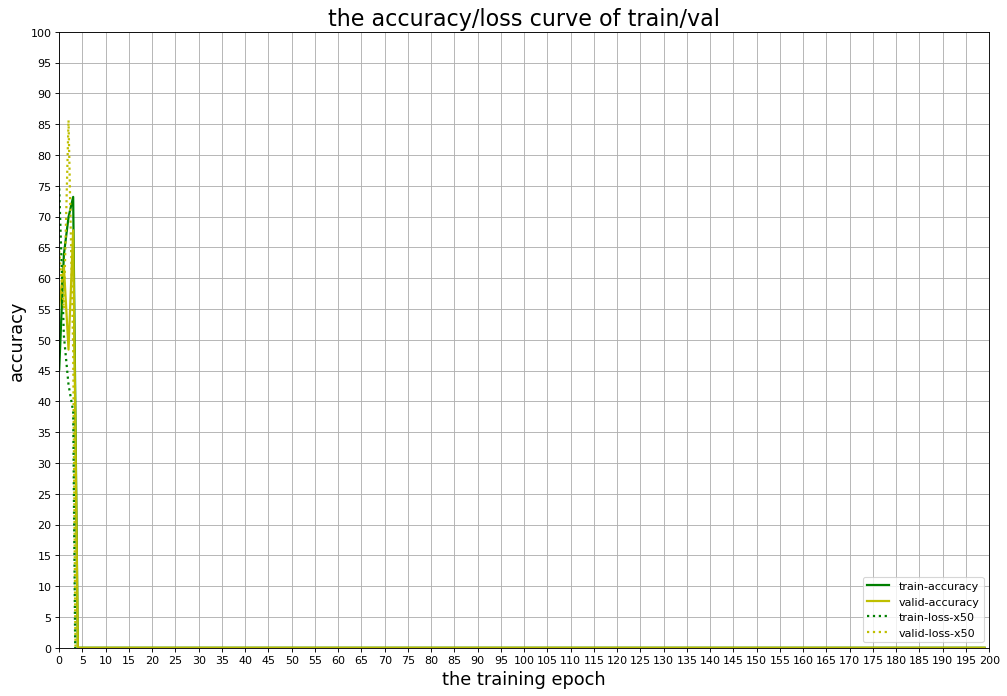 the accuracy/loss curve of train/val
100
95
90
85
80
75
70
65
60
55
50
45
40
35
30
25
20
15
10
5
0
accuracy
train-accuracy
valid-accuracy
train-loss-x50
valid-loss-x50
0 5 10 15 20 25 30 35 40 45 50 55 60 65 70 75 80 85 90 95 100 105 110 115 120 125 130 135 140 145 150 155 160 165 170 175 180 185 190 195 200
the training epoch